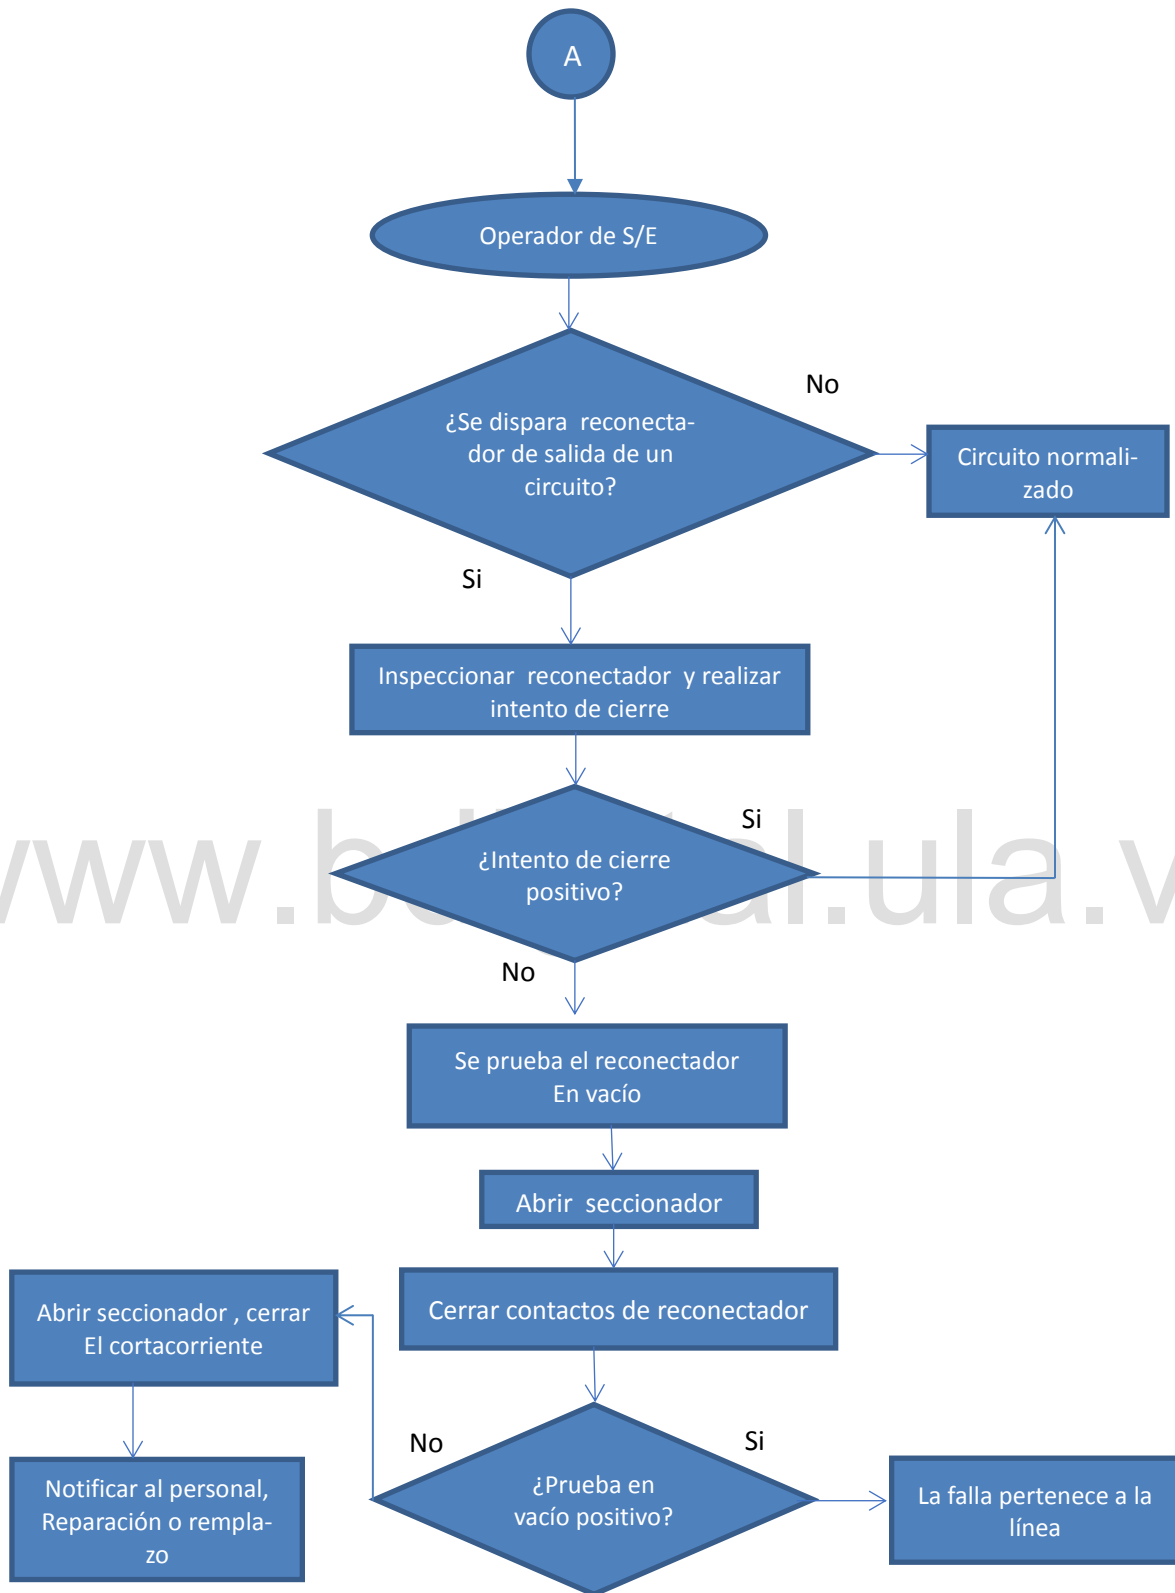 A
Operador de S/E
No
¿Se dispara reconecta-
dor de salida de un
circuito?
Circuito normali-
zado
Si
Inspeccionar reconectador y realizar
intento de cierre
Si
¿Intento de cierre
positivo?
No
Se prueba el reconectador
En vacío
Abrir seccionador
Cerrar contactos de reconectador
Abrir seccionador , cerrar
El cortacorriente
No
Si
Notificar al personal,
Reparación o rempla-
zo
¿Prueba en
vacío positivo?
La falla pertenece a la
línea